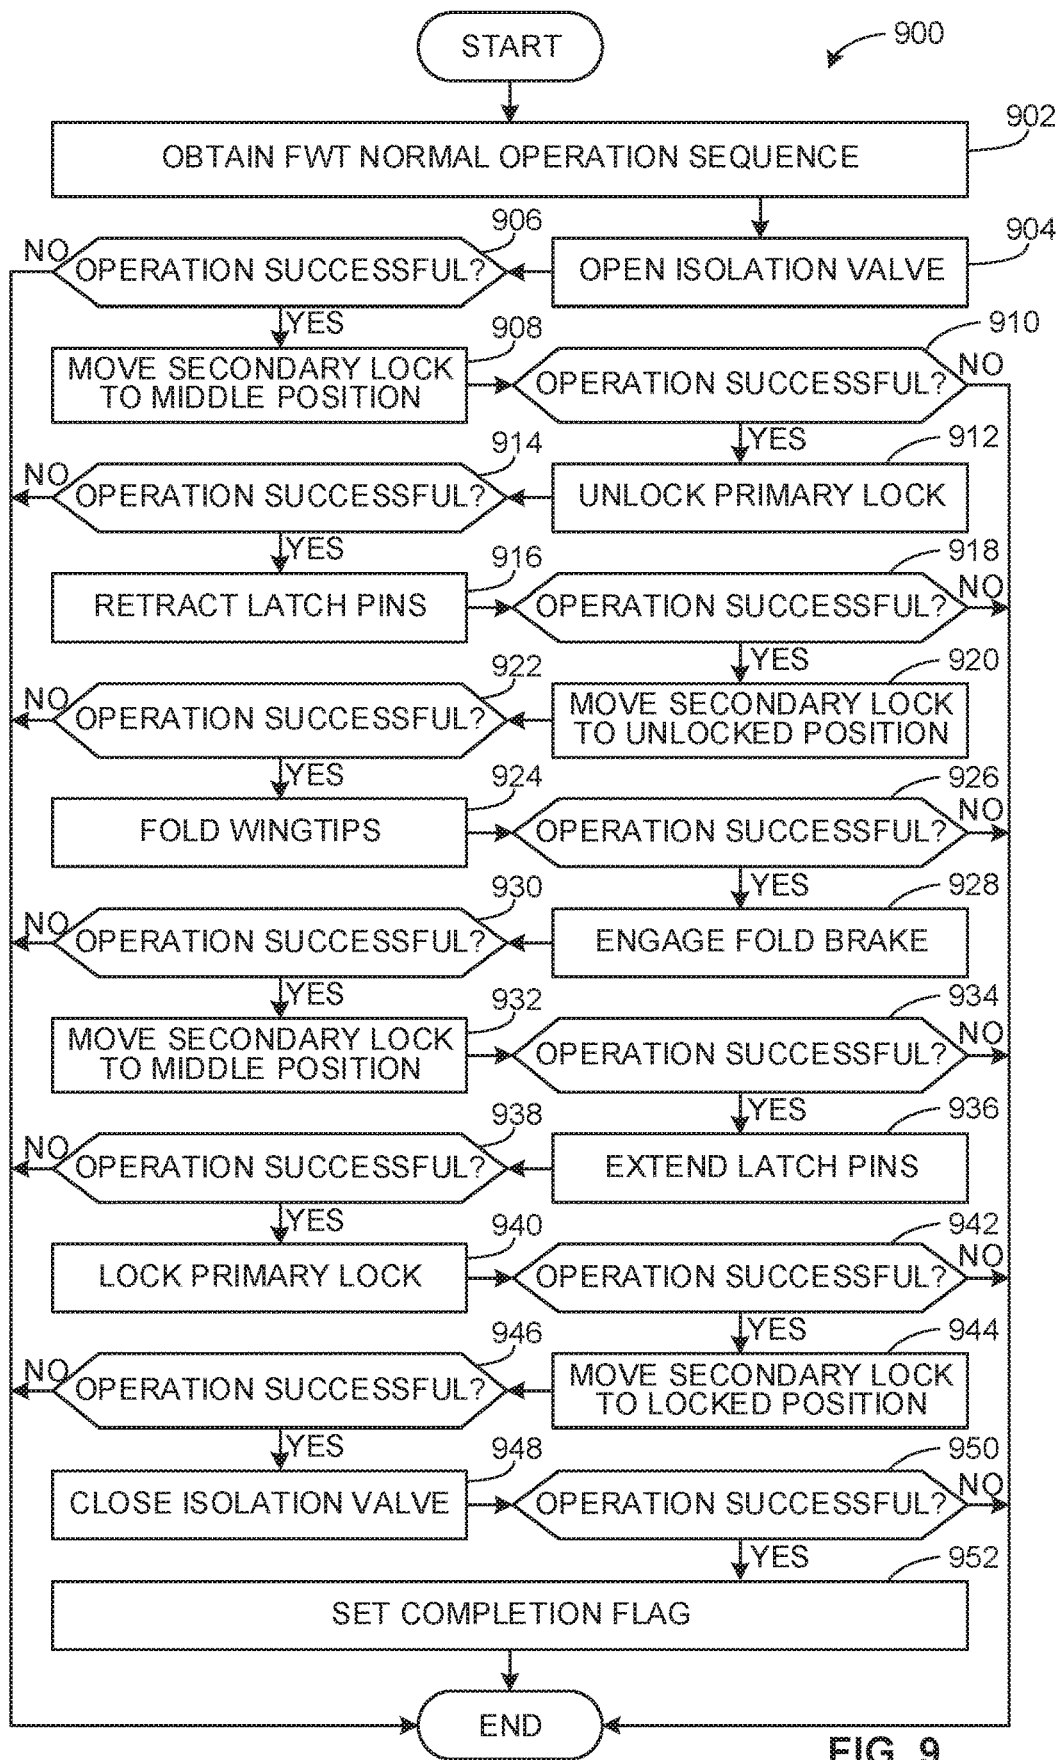 START
900
902
OBTAIN FWT NORMAL OPERATION SEQUENCE
906
904
NO
OPERATION SUCCESSFUL?
OPEN ISOLATION VALVE
YES
908
910
MOVE SECONDARY LOCK
TO MIDDLE POSITION
OPERATION SUCCESSFUL?
NO
YES
914
912
NO
OPERATION SUCCESSFUL?
UNLOCK PRIMARY LOCK
YES
916
918
RETRACT LATCH PINS
OPERATION SUCCESSFUL?
NO
YES
922
920
NO
OPERATION SUCCESSFUL?
MOVE SECONDARY LOCK
TO UNLOCKED POSITION
YES
924
926
FOLD WINGTIPS
OPERATION SUCCESSFUL?
NO
YES
930
928
NO
OPERATION SUCCESSFUL?
ENGAGE FOLD BRAKE
YES
932
934
MOVE SECONDARY LOCK
TO MIDDLE POSITION
OPERATION SUCCESSFUL?
NO
YES
938
936
NO
OPERATION SUCCESSFUL?
EXTEND LATCH PINS
YES
940
942
LOCK PRIMARY LOCK
OPERATION SUCCESSFUL?
NO
YES
946
944
NO
OPERATION SUCCESSFUL?
MOVE SECONDARY LOCK
TO LOCKED POSITION
YES
948
950
CLOSE ISOLATION VALVE
OPERATION SUCCESSFUL?
NO
YES
952
SET COMPLETION FLAG
END
FIG. 9